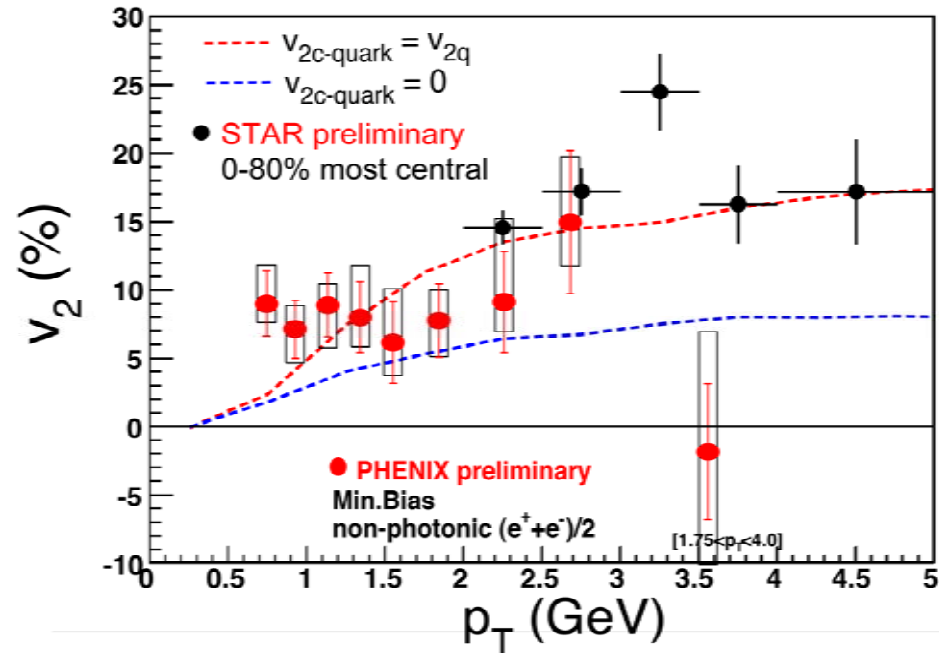 v2c-quark = v2q
v2c-quark = 0
STAR preliminary
0-80% most central
PHENIX preliminary
Min.Bias
non-photonic (e⁺+e⁻)/2
[1.75<pT<4.0]
v2 (%)
30
25
20
15
10
5
0
-5
-10
0 0.5 1 1.5 2 2.5 3 3.5 4 4.5 5
pT (GeV)